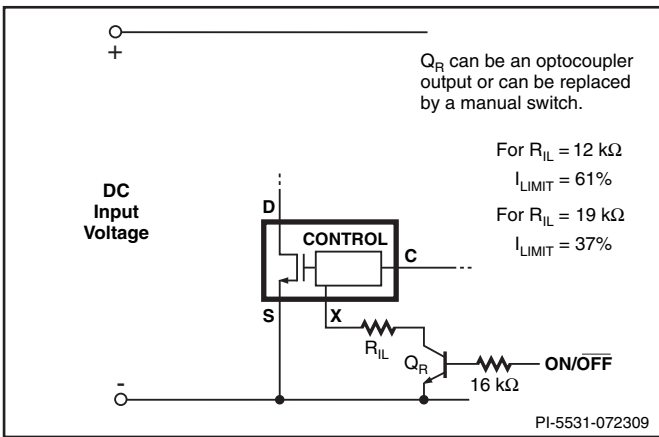 +
Q_R can be an optocoupler
output or can be replaced
by a manual switch.
For R_IL = 12 kΩ
I_LIMIT = 61%
For R_IL = 19 kΩ
I_LIMIT = 37%
DC
Input
Voltage
D
CONTROL
C
S
X
R_IL
Q_R
16 kΩ
ON/O̅F̅F̅
-
PI-5531-072309